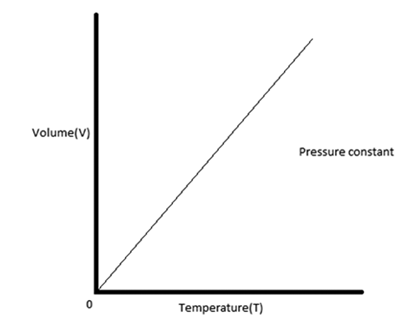 Volume(V)
Pressure constant
0
Temperature(T)